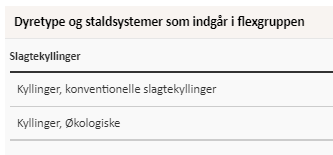 Dyretype og staldsystemer som indgår i flexgruppen
Slagtekyllinger
Kyllinger, konventionelle slagtekyllinger
Kyllinger, Økologiske